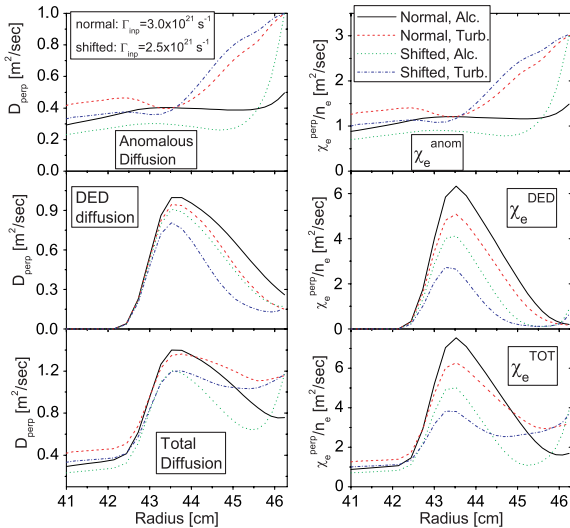 normal: Γinp=3.0x10²¹ s⁻¹
shifted: Γinp=2.5x10²¹ s⁻¹
Dperp [m²/sec]
1.0
0.8
0.6
0.4
0.2
0.0
Anomalous
Diffusion
Normal, Alc.
Normal, Turb.
Shifted, Alc.
Shifted, Turb.
χe^perp/ne [m²/sec]
3
2
1
0
χe^anom
DED
diffusion
Dperp [m²/sec]
0.9
0.6
0.3
χe^DED
χe^perp/ne [m²/sec]
6
4
2
0
Total
Diffusion
Dperp [m²/sec]
1.2
0.8
0.4
41 42 43 44 45 46
Radius [cm]
χe^TOT
χe^perp/ne [m²/sec]
6
4
2
0
41 42 43 44 45 46
Radius [cm]